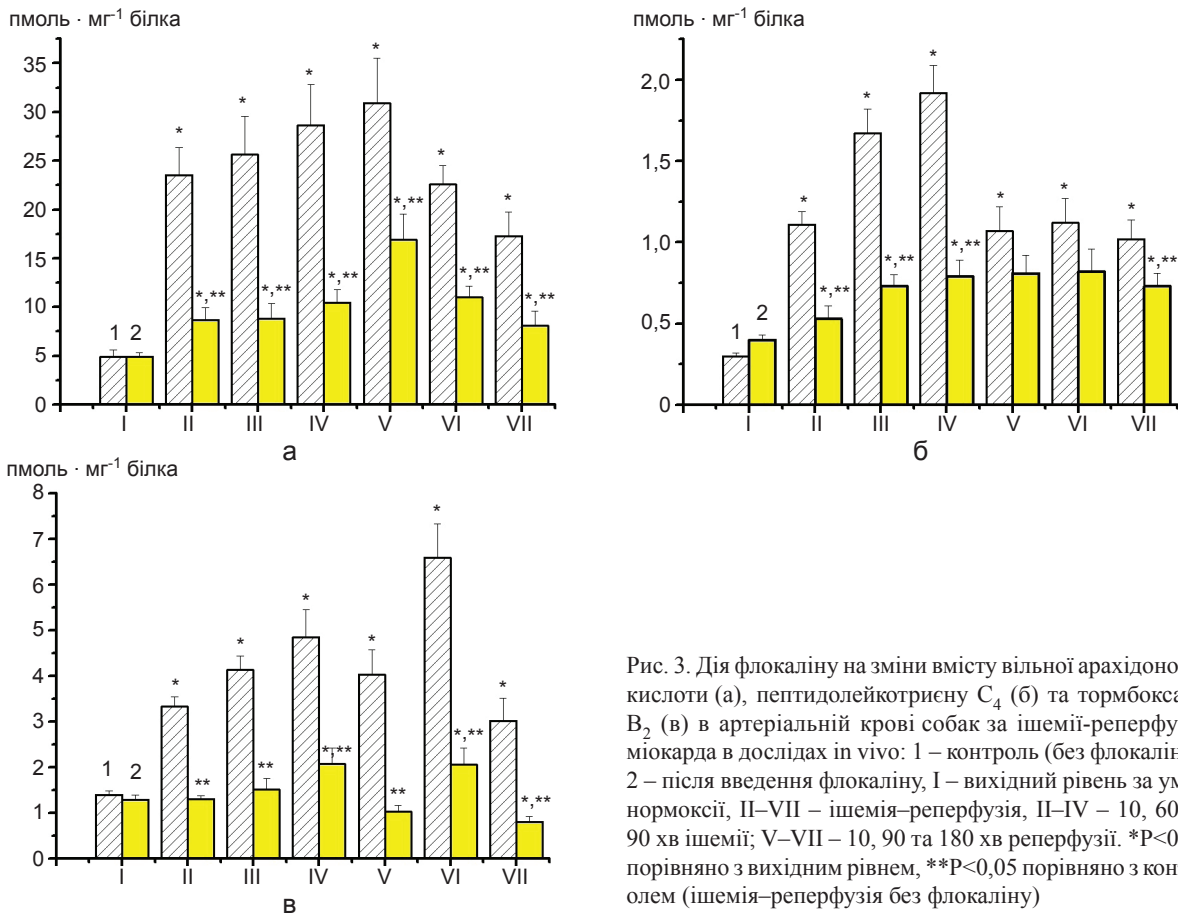 пмоль · мг⁻¹ білка
35
30
25
20
15
10
5
0
* * * * * *
*,** *,** *,** *,** *,** *,**
1 2
I II III IV V VI VII
а
пмоль · мг⁻¹ білка
2,0
1,5
1,0
0,5
0
* * * * * *
*,** *,** *,** *,**
1 2
I II III IV V VI VII
б
пмоль · мг⁻¹ білка
8
7
6
5
4
3
2
1
0
* * * * * *
** ** *,** ** *,** *,**
1 2
I II III IV V VI VII
в
Рис. 3. Дія флокаліну на зміни вмісту вільної арахідоно
кислоти (а), пептидолейкотриєну C₄ (б) та тормбокса
B₂ (в) в артеріальній крові собак за ішемії-реперфу
міокарда в дослідах in vivo: 1 – контроль (без флокалін
2 – після введення флокаліну, I – вихідний рівень за ум
нормоксії, II–VII – ішемія–реперфузія, II–IV – 10, 60
90 хв ішемії; V–VII – 10, 90 та 180 хв реперфузії. *P<0
порівняно з вихідним рівнем, **P<0,05 порівняно з кон
олем (ішемія–реперфузія без флокаліну)